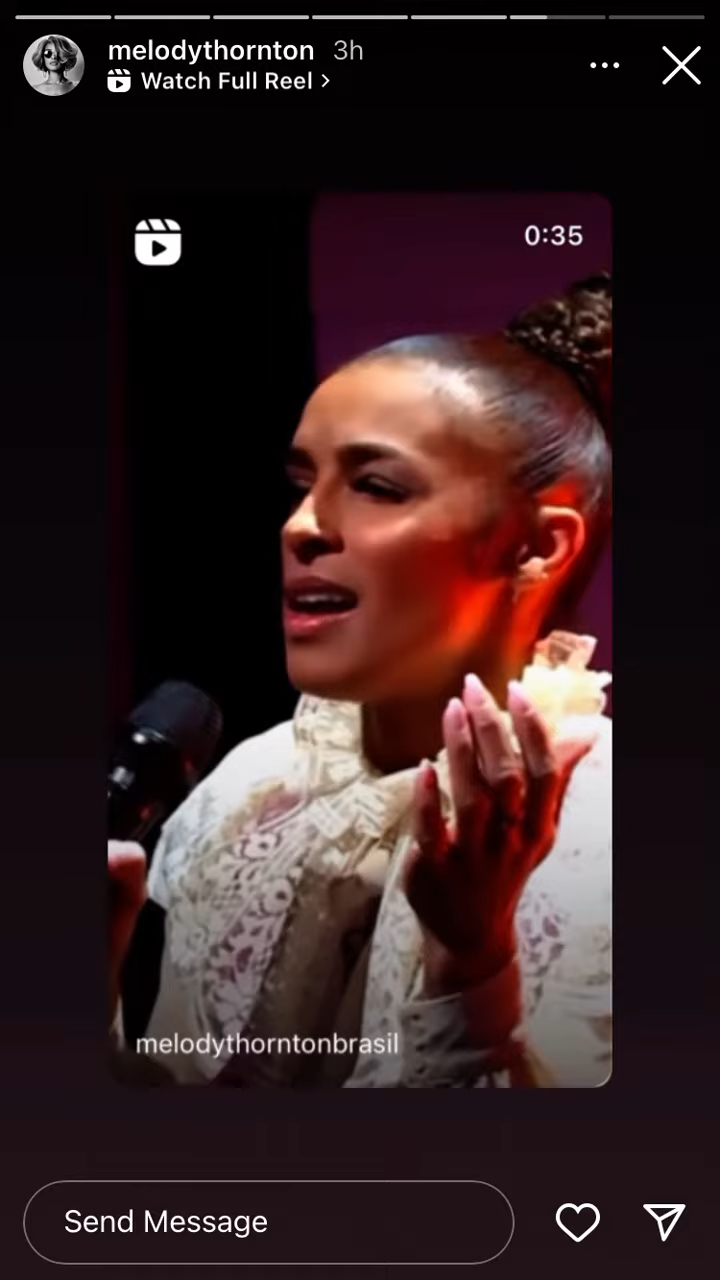 melodythornton 3h
Watch Full Reel >
0:35
melodythorntonbrasil
Send Message